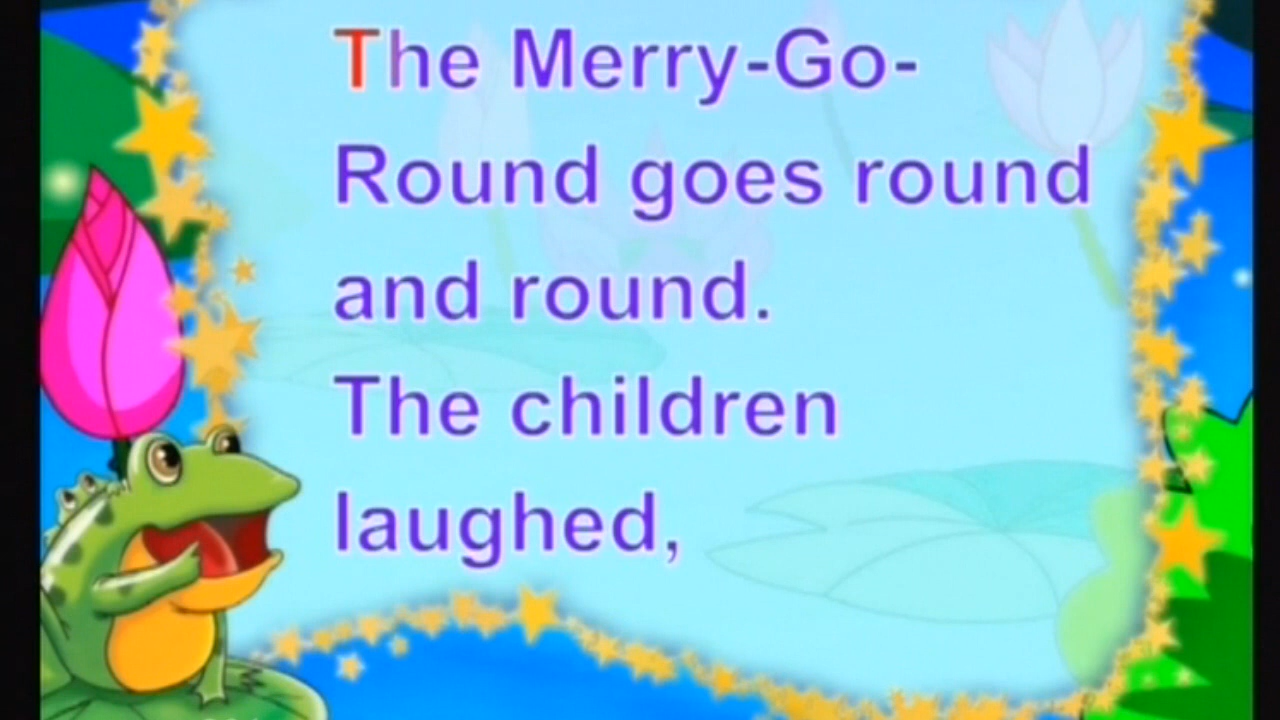 The Merry-Go-
Round goes round
and round.
The children
laughed,